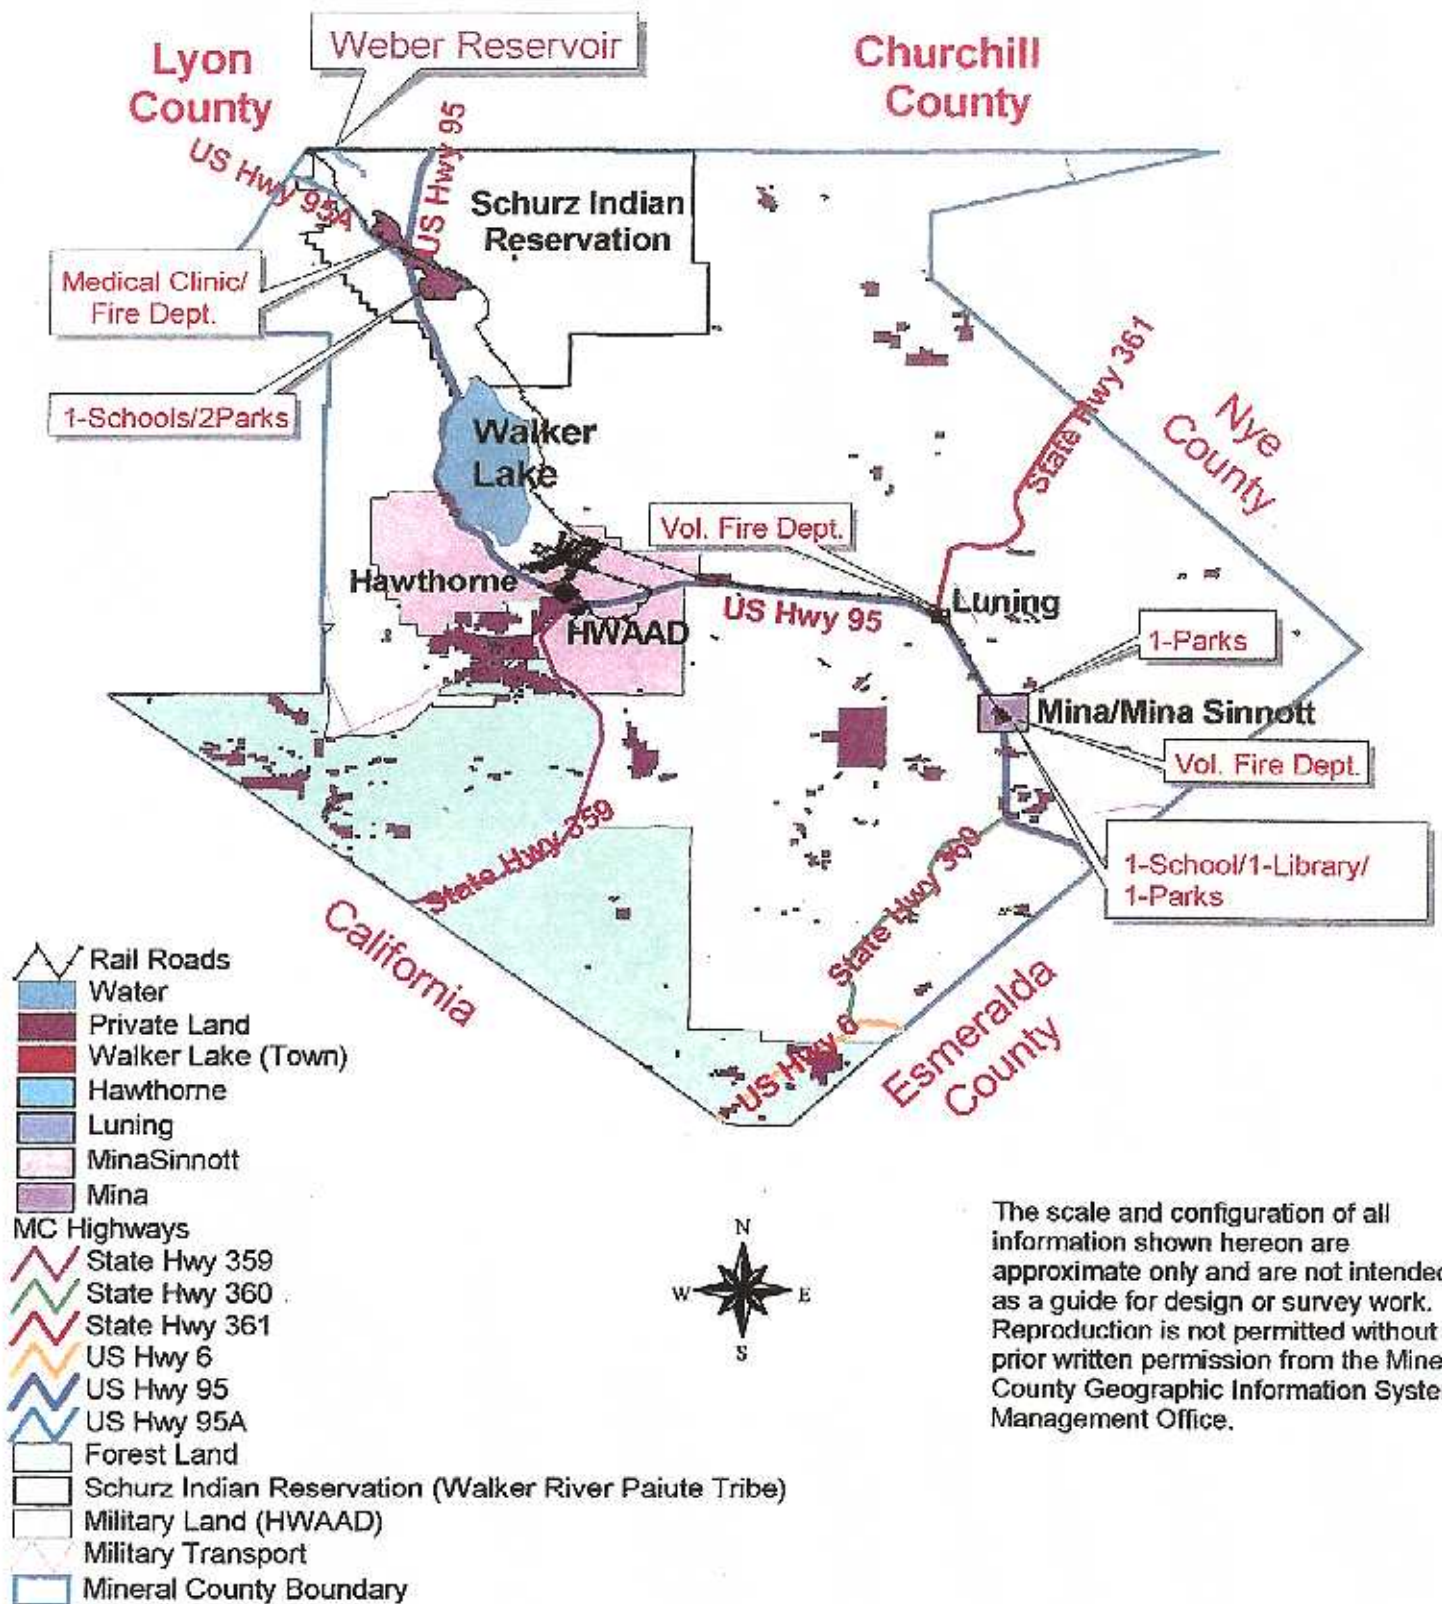 Weber Reservoir
Lyon
County
Churchill
County
US Hwy 95A
US Hwy 95
Schurz Indian
Reservation
Medical Clinic/
Fire Dept.
1-Schools/2Parks
State Hwy 361
Nye
County
Walker
Lake
Vol. Fire Dept.
Hawthorne
US Hwy 95
Luning
HWAAD
1-Parks
Mina/Mina Sinnott
Vol. Fire Dept.
State Hwy 359
State Hwy 360
1-School/1-Library/
1-Parks
California
US Hwy 6
Esmeralda
County
Rail Roads
Water
Private Land
Walker Lake (Town)
Hawthorne
Luning
MinaSinnott
Mina
MC Highways
State Hwy 359
State Hwy 360
State Hwy 361
US Hwy 6
US Hwy 95
US Hwy 95A
Forest Land
Schurz Indian Reservation (Walker River Paiute Tribe)
Military Land (HWAAD)
Military Transport
Mineral County Boundary
N
W E
S
The scale and configuration of all
information shown hereon are
approximate only and are not intended
as a guide for design or survey work.
Reproduction is not permitted without
prior written permission from the Mine
County Geographic Information Syste
Management Office.